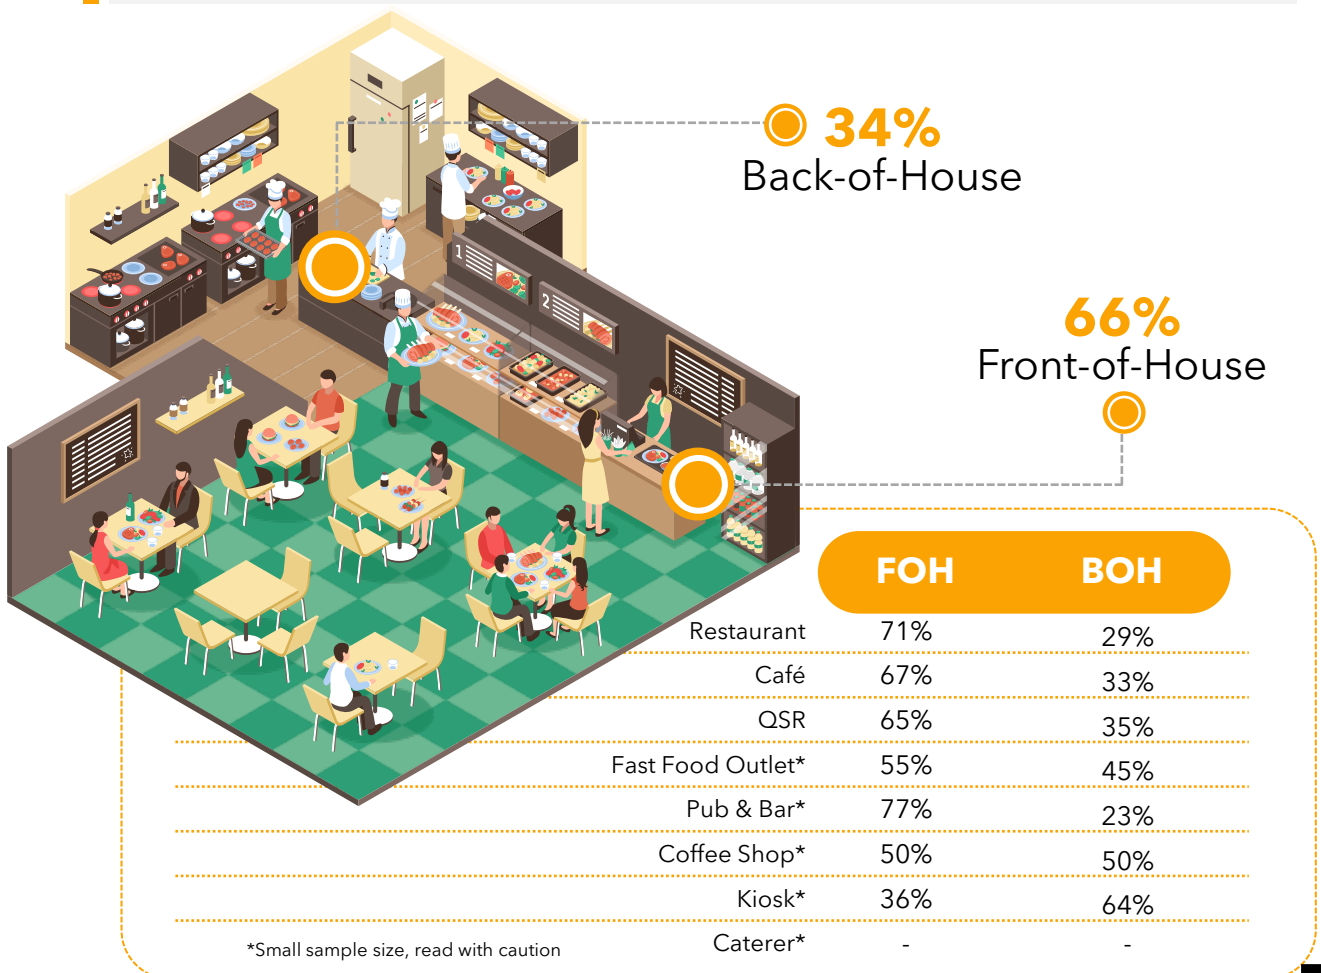 34%
Back-of-House
66%
Front-of-House
1
2
FOH BOH
Restaurant 71% 29%
Café 67% 33%
QSR 65% 35%
Fast Food Outlet* 55% 45%
Pub & Bar* 77% 23%
Coffee Shop* 50% 50%
Kiosk* 36% 64%
Caterer* - -
*Small sample size, read with caution